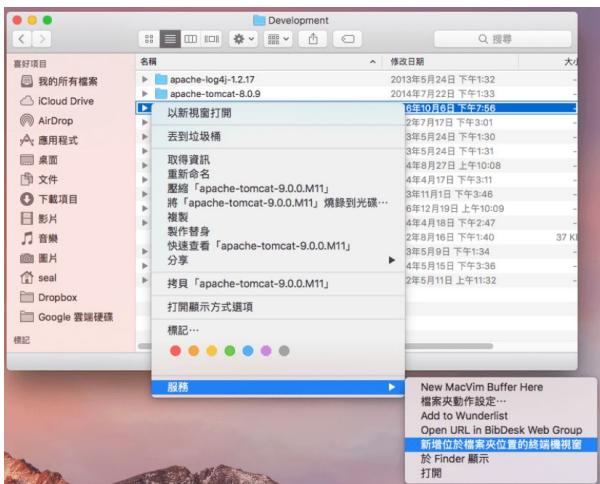 Development
搜尋
喜好項目
我的所有檔案
iCloud Drive
AirDrop
應用程式
桌面
文件
下載項目
影片
音樂
圖片
seal
Dropbox
Google 雲端硬碟
標記
名稱
修改日期
大小
apache-log4j-1.2.17
2013年5月24日 下午1:32
apache-tomcat-8.0.9
2014年7月22日 下午1:33
6年10月6日 下午7:56
2年7月17日 下午3:01
3年5月24日 下午1:30
3年5月24日 下午1:31
4年8月27日 上午10:08
4年4月17日 下午3:11
3年11月1日 下午3:46
6年12月19日 上午10:09
4年4月18日 下午2:47
2年8月16日 下午1:40
37 K
3年5月9日 下午1:34
4年5月15日 下午3:36
2年5月11日 上午11:32
以新視窗打開
丟到垃圾桶
取得資訊
重新命名
壓縮「apache-tomcat-9.0.0.M11」
將「apache-tomcat-9.0.0.M11」燒錄到光碟⋯
複製
製作替身
快速查看「apache-tomcat-9.0.0.M11」
分享
拷貝「apache-tomcat-9.0.0.M11」
打開顯示方式選項
標記⋯
服務
New MacVim Buffer Here
檔案夾動作設定⋯
Add to Wunderlist
Open URL in BibDesk Web Group
新增位於檔案夾位置的終端機視窗
於 Finder 顯示
打開